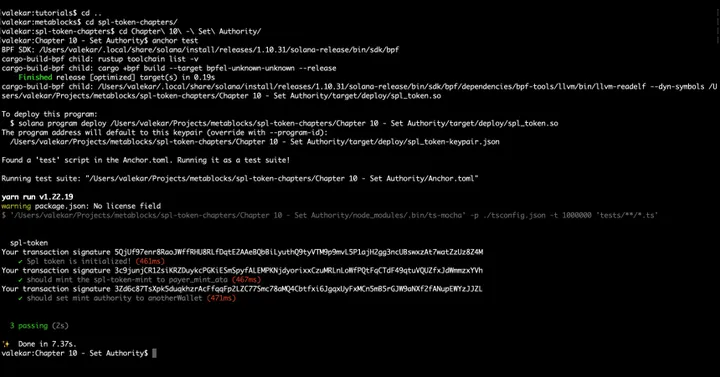 valekar:tutorials$ cd ..
valekar:metablocks$ cd spl-token-chapters/
valekar:spl-token-chapters$ cd Chapter\ 10\ -\ Set\ Authority/
valekar:Chapter 10 - Set Authority$ anchor test
BPF SDK: /Users/valekar/.local/share/solana/install/releases/1.10.31/solana-release/bin/sdk/bpf
cargo-build-bpf child: rustup toolchain list -v
cargo-build-bpf child: cargo +bpf build --target bpfel-unknown-unknown --release
Finished release [optimized] target(s) in 0.19s
cargo-build-bpf child: /Users/valekar/.local/share/solana/install/releases/1.10.31/solana-release/bin/sdk/bpf/dependencies/bpf-tools/llvm/bin/llvm-readelf --dyn-symbols /U
sers/valekar/Projects/metablocks/spl-token-chapters/Chapter 10 - Set Authority/target/deploy/spl_token.so
To deploy this program:
$ solana program deploy /Users/valekar/Projects/metablocks/spl-token-chapters/Chapter 10 - Set Authority/target/deploy/spl_token.so
The program address will default to this keypair (override with --program-id):
/Users/valekar/Projects/metablocks/spl-token-chapters/Chapter 10 - Set Authority/target/deploy/spl_token-keypair.json
Found a 'test' script in the Anchor.toml. Running it as a test suite!
Running test suite: "/Users/valekar/Projects/metablocks/spl-token-chapters/Chapter 10 - Set Authority/Anchor.toml"
yarn run v1.22.19
warning package.json: No license field
$ '/Users/valekar/Projects/metablocks/spl-token-chapters/Chapter 10 - Set Authority/node_modules/.bin/ts-mocha' -p ./tsconfig.json -t 1000000 'tests/**/*.ts'
spl-token
Your transaction signature
✔ Spl token is initialized! (461ms)
Your transaction signature
✔ should mint the spl-token-mint to payer_mint_ata (467ms)
Your transaction signature
✔ should set mint authority to anotherWallet (471ms)
3 passing (2s)
✨ Done in 7.37s.
valekar:Chapter 10 - Set Authority$